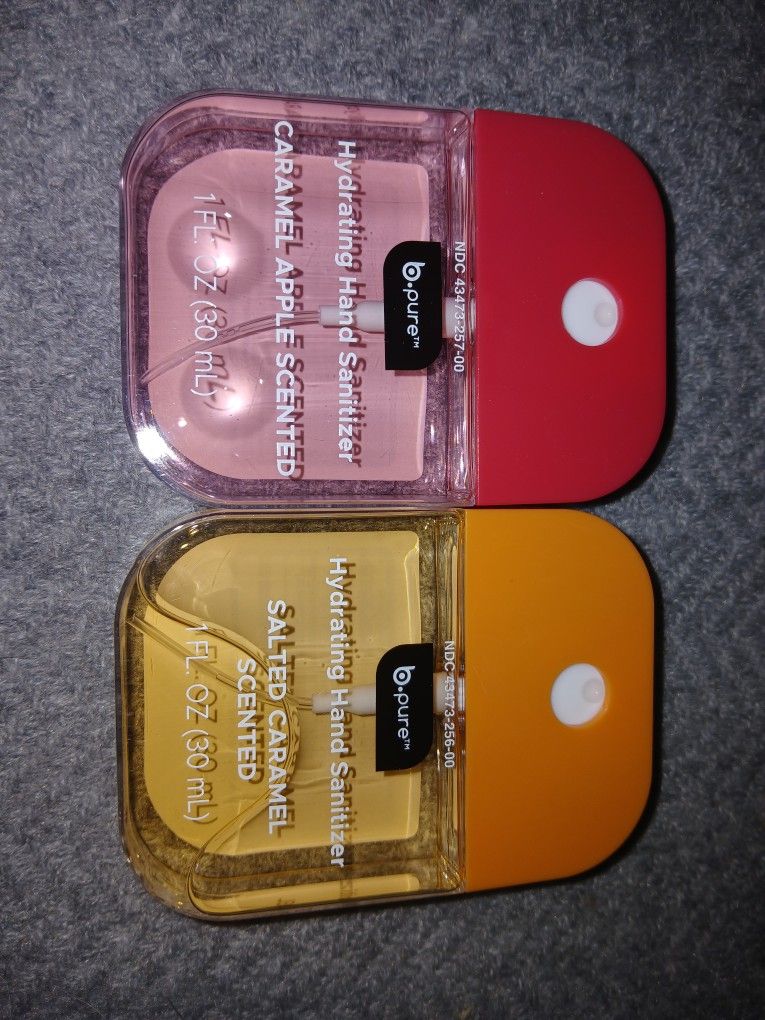 NDC 43473-257-00
b.pure™
Hydrating Hand Sanitizer
CARAMEL APPLE SCENTED
1 FL. OZ (30 mL)
NDC 43473-256-00
b.pure™
Hydrating Hand Sanitizer
SALTED CARAMEL
SCENTED
1 FL. OZ (30 mL)